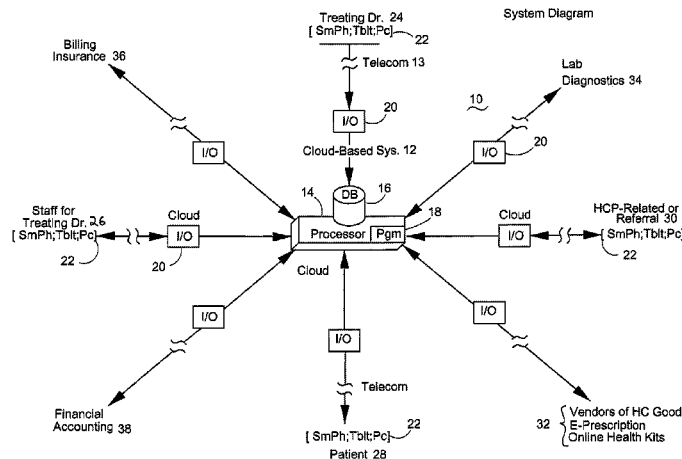 Treating Dr. 24
System Diagram
[ SmPh;Tblt;Pc]
22
Billing
Insurance 36
Telecom 13
Lab
Diagnostics 34
10
20
I/O
I/O
I/O
20
Cloud-Based Sys. 12
DB
16
14
18
Staff for
Treating Dr. 26
[ SmPh;Tblt;Pc]
22
Cloud
I/O
20
Processor
Pgm
Cloud
I/O
HCP-Related or
Referral 30
[ SmPh;Tblt;Pc]
22
Cloud
I/O
I/O
I/O
Telecom
Financial
Accounting 38
[ SmPh;Tblt;Pc]
22
Patient 28
32
Vendors of HC Good
E-Prescription
Online Health Kits